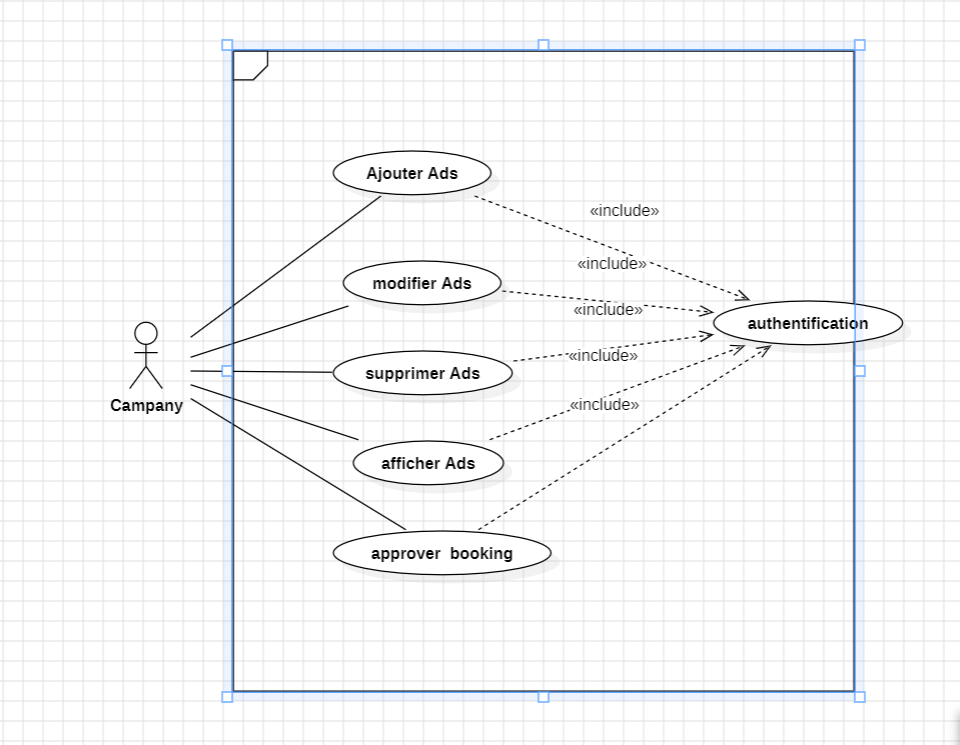 Ajouter Ads
«include»
«include»
modifier Ads
«include»
authentification
«include»
supprimer Ads
Campany
«include»
afficher Ads
approver  booking